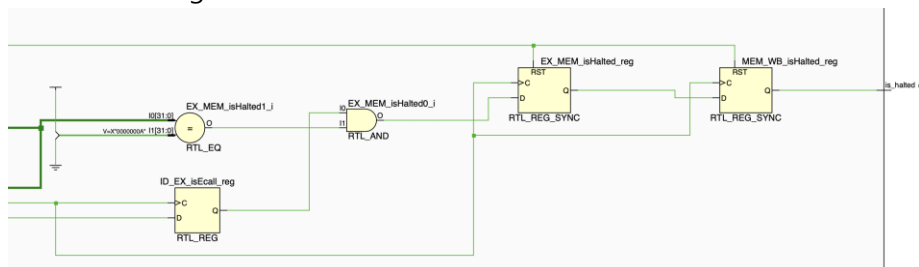 EX_MEM_isHalted_reg
MEM_WB_isHalted_reg
RST
RST
C
Q
C
Q
D
D
is_halted
RTL_REG_SYNC
RTL_REG_SYNC
EX_MEM_isHalted1_i
EX_MEM_isHalted0_i
I0[31:0]
V=X"0000000A" I1[31:0]
=
O
RTL_EQ
I0
I1
O
RTL_AND
ID_EX_isEcall_reg
C
D
Q
RTL_REG